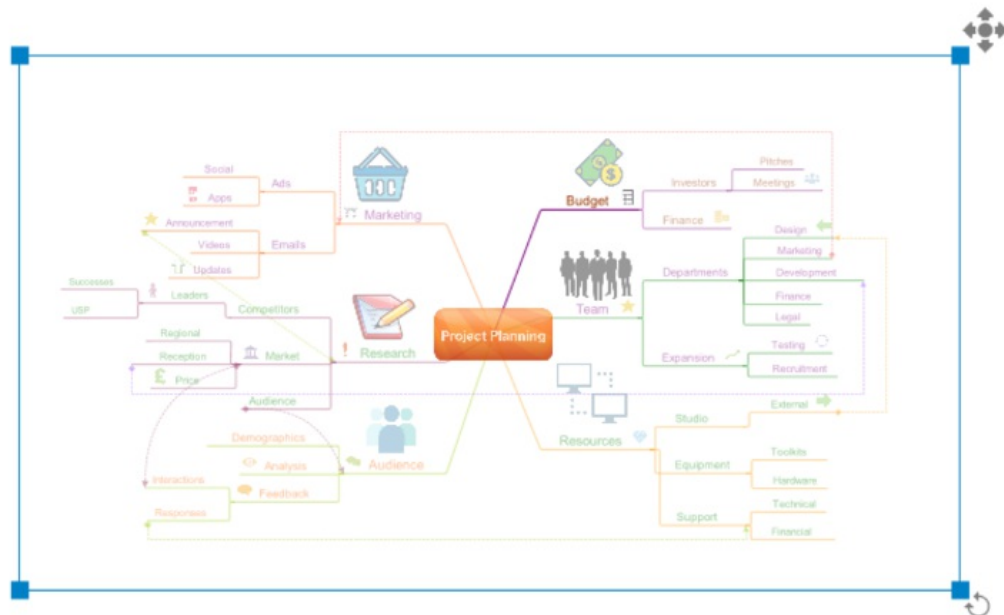 Project Planning
Marketing
Ads
Social
Apps
Emails
Announcement
Videos
Updates
Research
Competitors
Leaders
Successes
USP
Market
Regional
Reception
Price
Audience
Audience
Demographics
Analysis
Feedback
Interactions
Responses
Budget
Investors
Pitches
Meetings
Finance
Team
Departments
Design
Marketing
Development
Finance
Legal
Expansion
Testing
Recruitment
Resources
Studio
External
Equipment
Toolkits
Hardware
Support
Technical
Financial